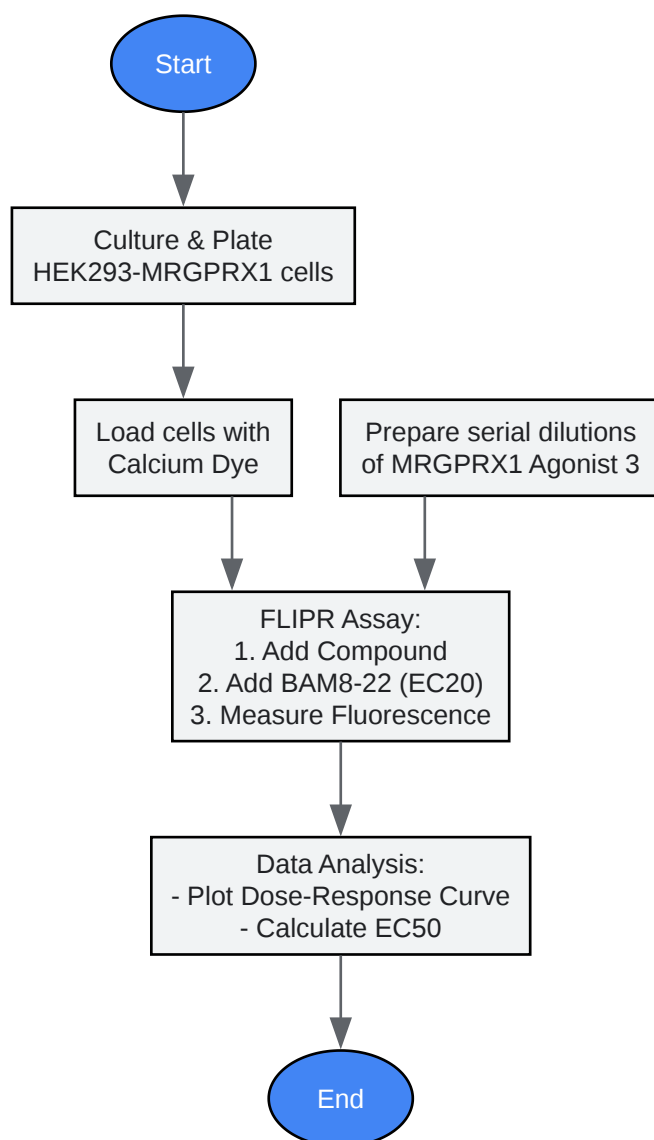 Start
Culture & Plate
HEK293-MRGPRX1 cells
Load cells with
Calcium Dye
Prepare serial dilutions
of MRGPRX1 Agonist 3
FLIPR Assay:
1. Add Compound
2. Add BAM8-22 (EC20)
3. Measure Fluorescence
Data Analysis:
- Plot Dose-Response Curve
- Calculate EC50
End